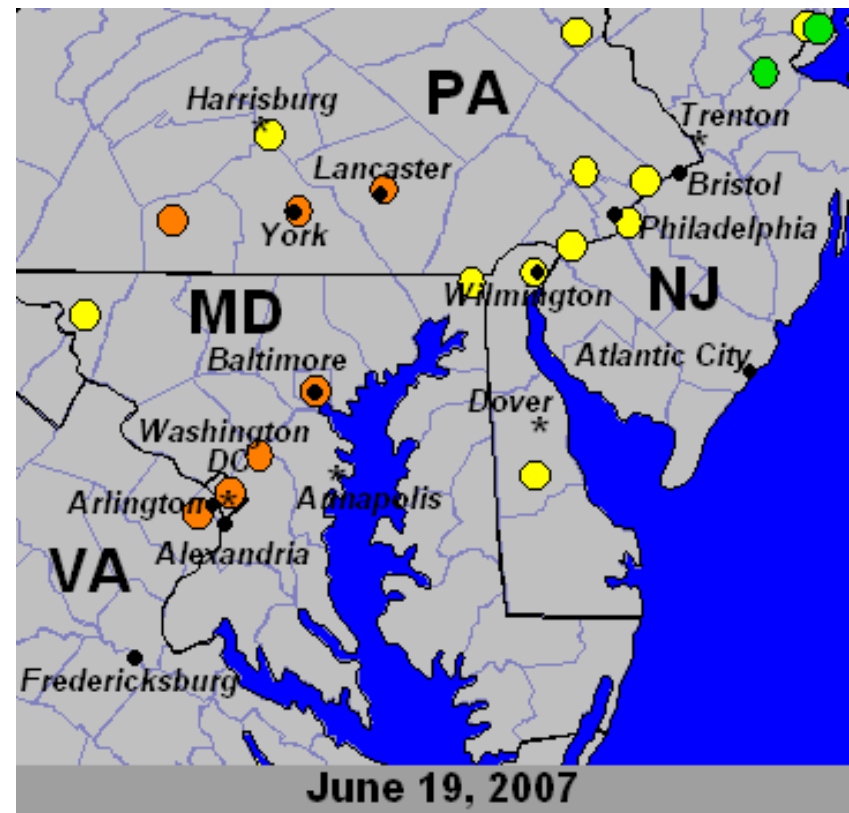 PA
Harrisburg
Trenton
Lancaster
Bristol
York
Philadelphia
Wilmington
NJ
MD
Baltimore
Atlantic City
Dover
Washington
DC
Arlington
Annapolis
Alexandria
VA
Fredericksburg
June 19, 2007